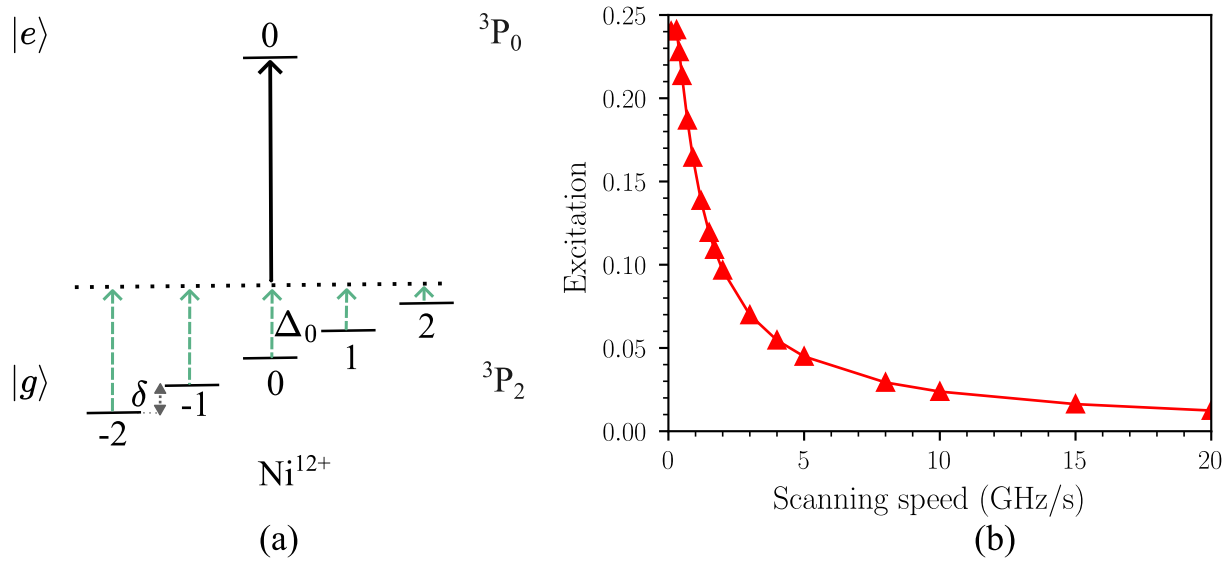 |e⟩ 0 ³P₀
Δ₀ 2
1
|g⟩ δ 0 ³P₂
-1
-2
Ni¹²⁺
(a)
0.25
0.20
0.15
0.10
0.05
0.00
Excitation
0 5 10 15 20
Scanning speed (GHz/s)
(b)